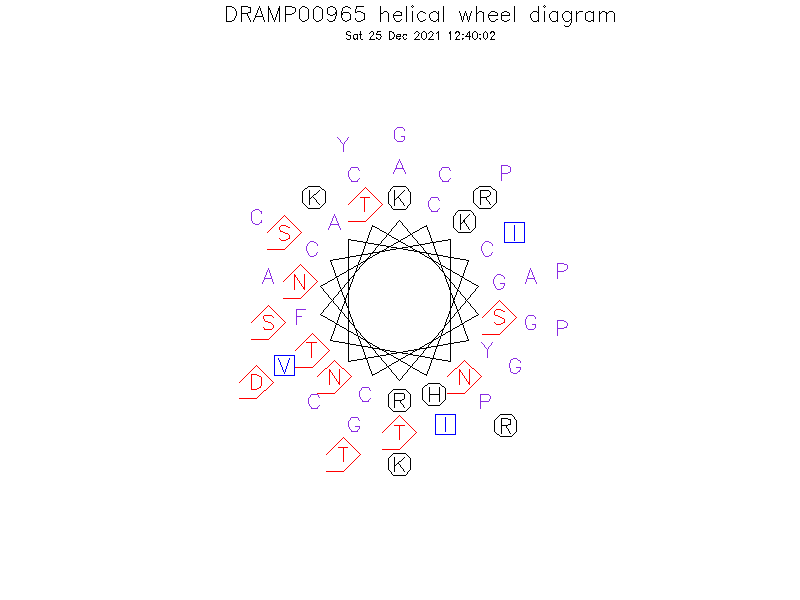 DRAMP00965 helical wheel diagram
Sat 25 Dec 2021 12:40:02
Y G
A
C C P
K T K C R
C A K
S I
C C
A N G A P
S F S G P
T Y
V G
D N N
C C R H P
G T I R
T K